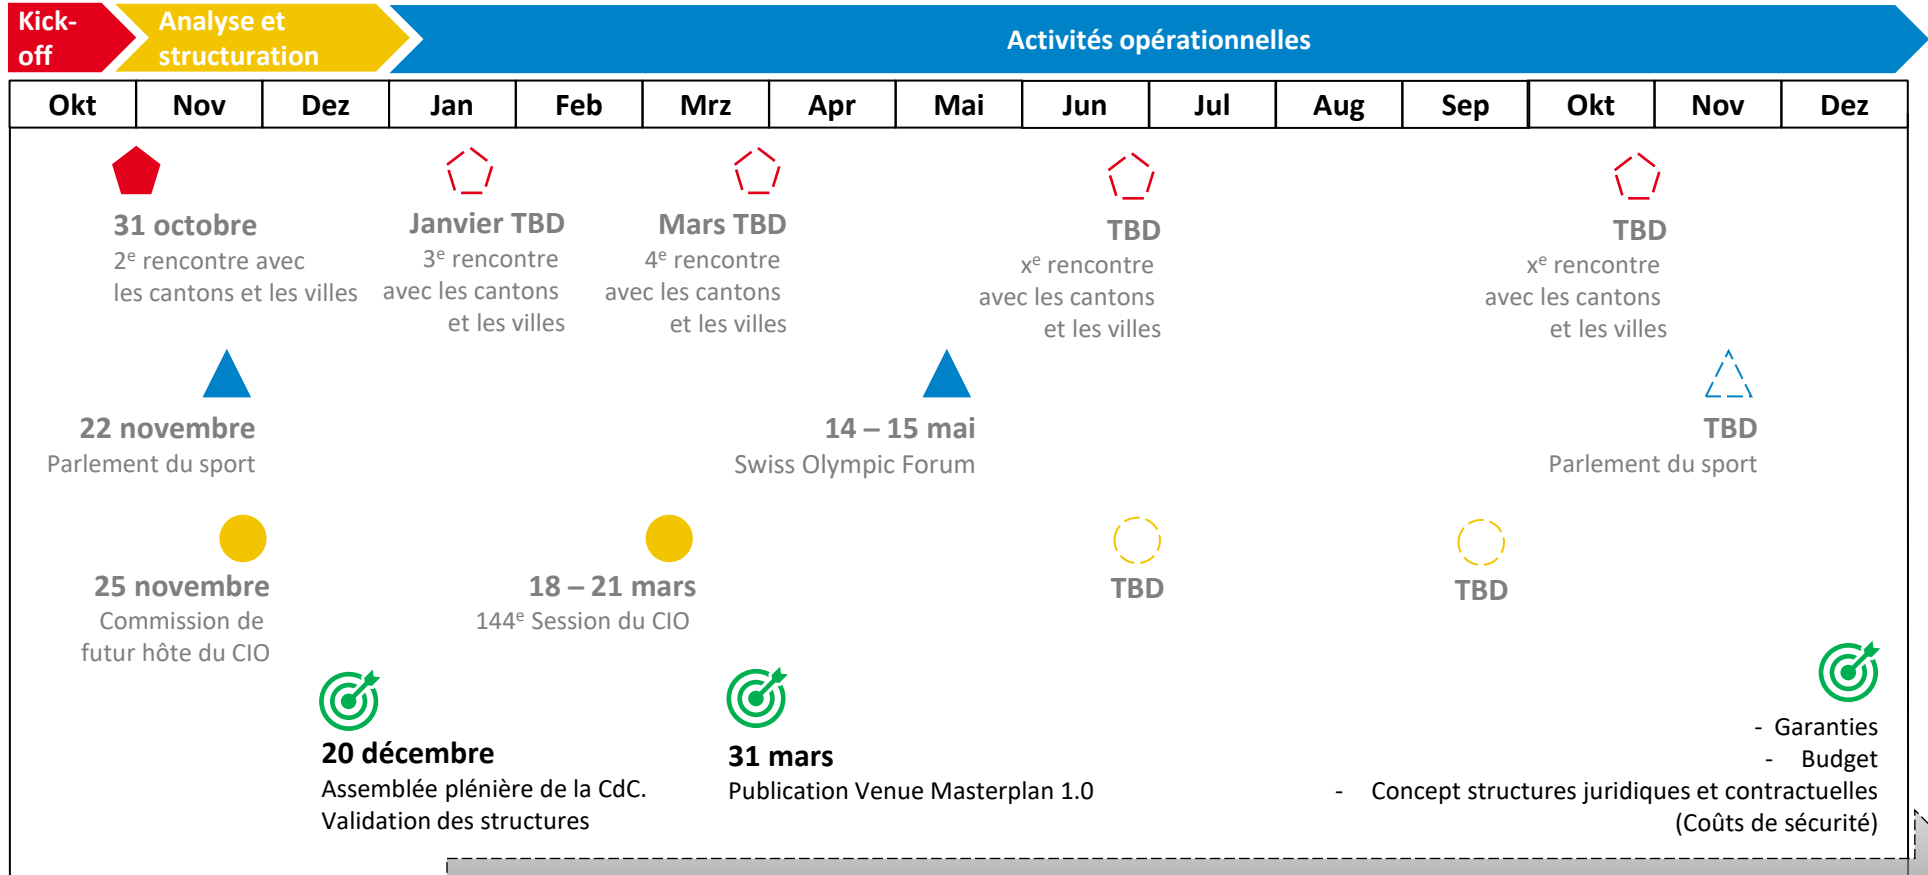 Kick-
off
Analyse et
structuration
Activités opérationnelles
Okt Nov Dez Jan Feb Mrz Apr Mai Jun Jul Aug Sep Okt Nov Dez
31 octobre
2e rencontre avec
les cantons et les villes
Janvier TBD
3e rencontre
avec les cantons
et les villes
Mars TBD
4e rencontre
avec les cantons
et les villes
TBD
xe rencontre
avec les cantons
et les villes
TBD
xe rencontre
avec les cantons
et les villes
22 novembre
Parlement du sport
14 – 15 mai
Swiss Olympic Forum
TBD
Parlement du sport
25 novembre
Commission de
futur hôte du CIO
18 – 21 mars
144e Session du CIO
TBD
TBD
20 décembre
Assemblée plénière de la CdC.
Validation des structures
31 mars
Publication Venue Masterplan 1.0
- Garanties
- Budget
- Concept structures juridiques et contractuelles
(Coûts de sécurité)